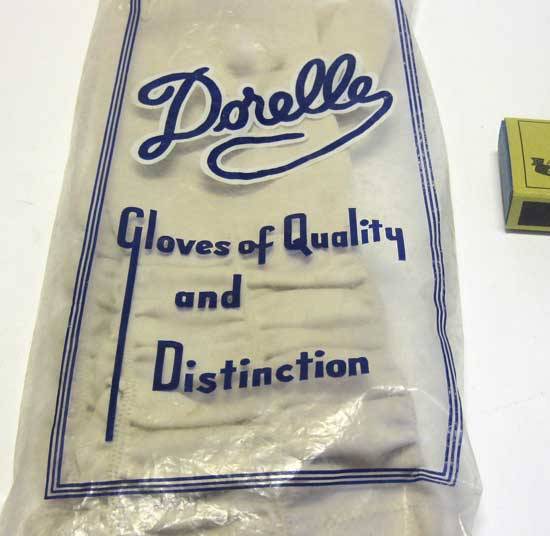 Dorelle
Gloves of Quality
and
Distinction